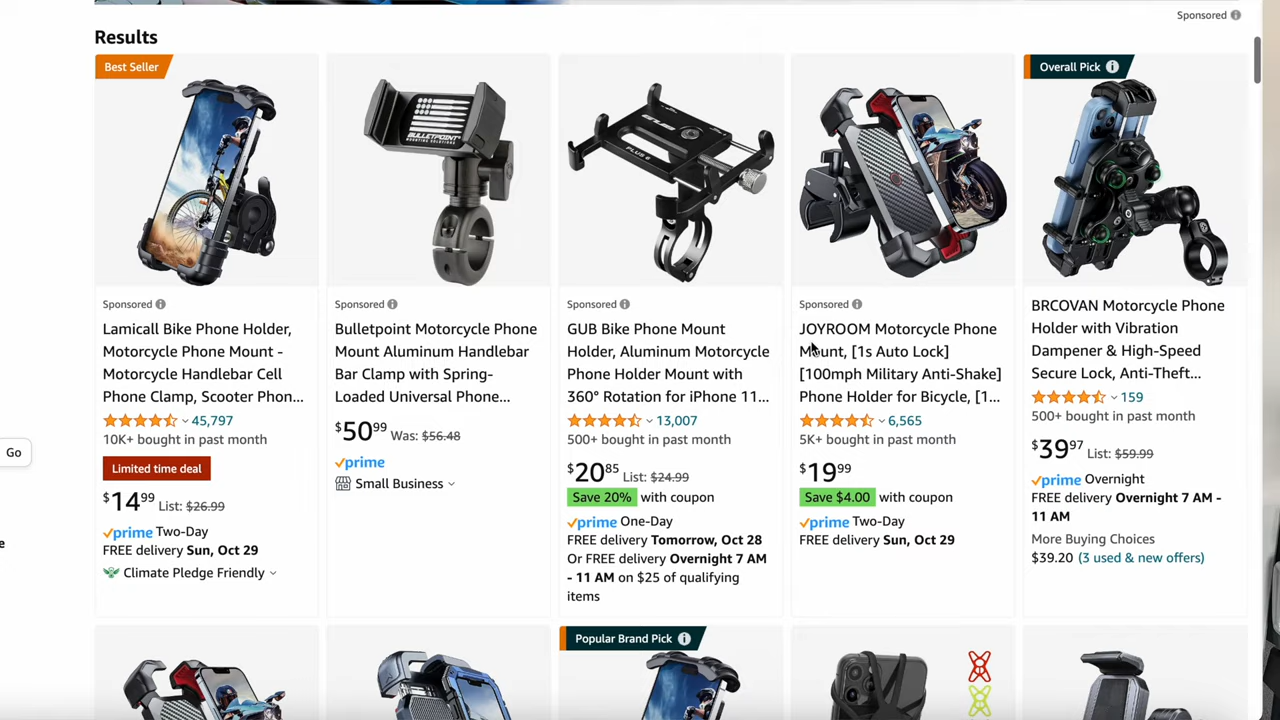 Sponsored
Results
Best Seller
Overall Pick
BULLETPOINT
MOUNTING SOLUTIONS
GUB
PLUS 6
Sponsored
Lamicall Bike Phone Holder,
Motorcycle Phone Mount -
Motorcycle Handlebar Cell
Phone Clamp, Scooter Phon...
45,797
10K+ bought in past month
Limited time deal
$14.99 List: $26.99
prime Two-Day
FREE delivery Sun, Oct 29
Climate Pledge Friendly
Sponsored
Bulletpoint Motorcycle Phone
Mount Aluminum Handlebar
Bar Clamp with Spring-
Loaded Universal Phone...
$50.99 Was: $56.48
prime
Small Business
Sponsored
GUB Bike Phone Mount
Holder, Aluminum Motorcycle
Phone Holder Mount with
360° Rotation for iPhone 11...
13,007
500+ bought in past month
$20.85 List: $24.99
Save 20% with coupon
prime One-Day
FREE delivery Tomorrow, Oct 28
Or FREE delivery Overnight 7 AM
- 11 AM on $25 of qualifying
items
Sponsored
JOYROOM Motorcycle Phone
Mount, [1s Auto Lock]
[100mph Military Anti-Shake]
Phone Holder for Bicycle, [1...
6,565
5K+ bought in past month
$19.99
Save $4.00 with coupon
prime Two-Day
FREE delivery Sun, Oct 29
BRCOVAN Motorcycle Phone
Holder with Vibration
Dampener & High-Speed
Secure Lock, Anti-Theft...
159
500+ bought in past month
$39.97 List: $59.99
prime Overnight
FREE delivery Overnight 7 AM -
11 AM
More Buying Choices
$39.20 (3 used & new offers)
Go
e
Popular Brand Pick